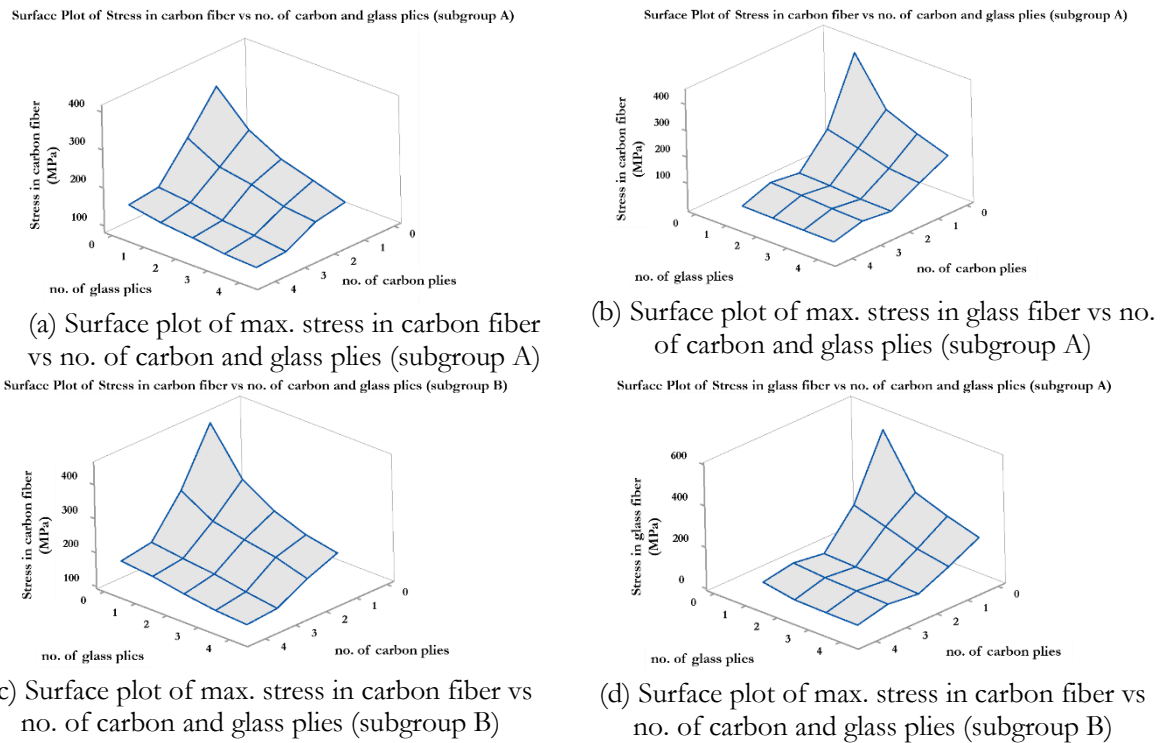 Surface Plot of Stress in carbon fiber vs no. of carbon and glass plies (subgroup A)
Stress in carbon fiber
(MPa)
400
300
200
100
0
1
2
3
4
no. of glass plies
4
3
2
1
0
no. of carbon plies
(a) Surface plot of max. stress in carbon fiber
vs no. of carbon and glass plies (subgroup A)
Surface Plot of Stress in carbon fiber vs no. of carbon and glass plies (subgroup A)
Stress in carbon fiber
(MPa)
400
300
200
100
0
1
2
3
4
no. of glass plies
4
3
2
1
0
no. of carbon plies
(b) Surface plot of max. stress in glass fiber vs no.
of carbon and glass plies (subgroup A)
Surface Plot of Stress in carbon fiber vs no. of carbon and glass plies (subgroup B)
Stress in carbon fiber
(MPa)
400
300
200
100
0
1
2
3
4
no. of glass plies
4
3
2
1
0
no. of carbon plies
c) Surface plot of max. stress in carbon fiber vs
no. of carbon and glass plies (subgroup B)
Surface Plot of Stress in glass fiber vs no. of carbon and glass plies (subgroup A)
Stress in glass fiber
(MPa)
600
400
200
0
0
1
2
3
4
no. of glass plies
4
3
2
1
0
no. of carbon plies
(d) Surface plot of max. stress in carbon fiber vs
no. of carbon and glass plies (subgroup B)